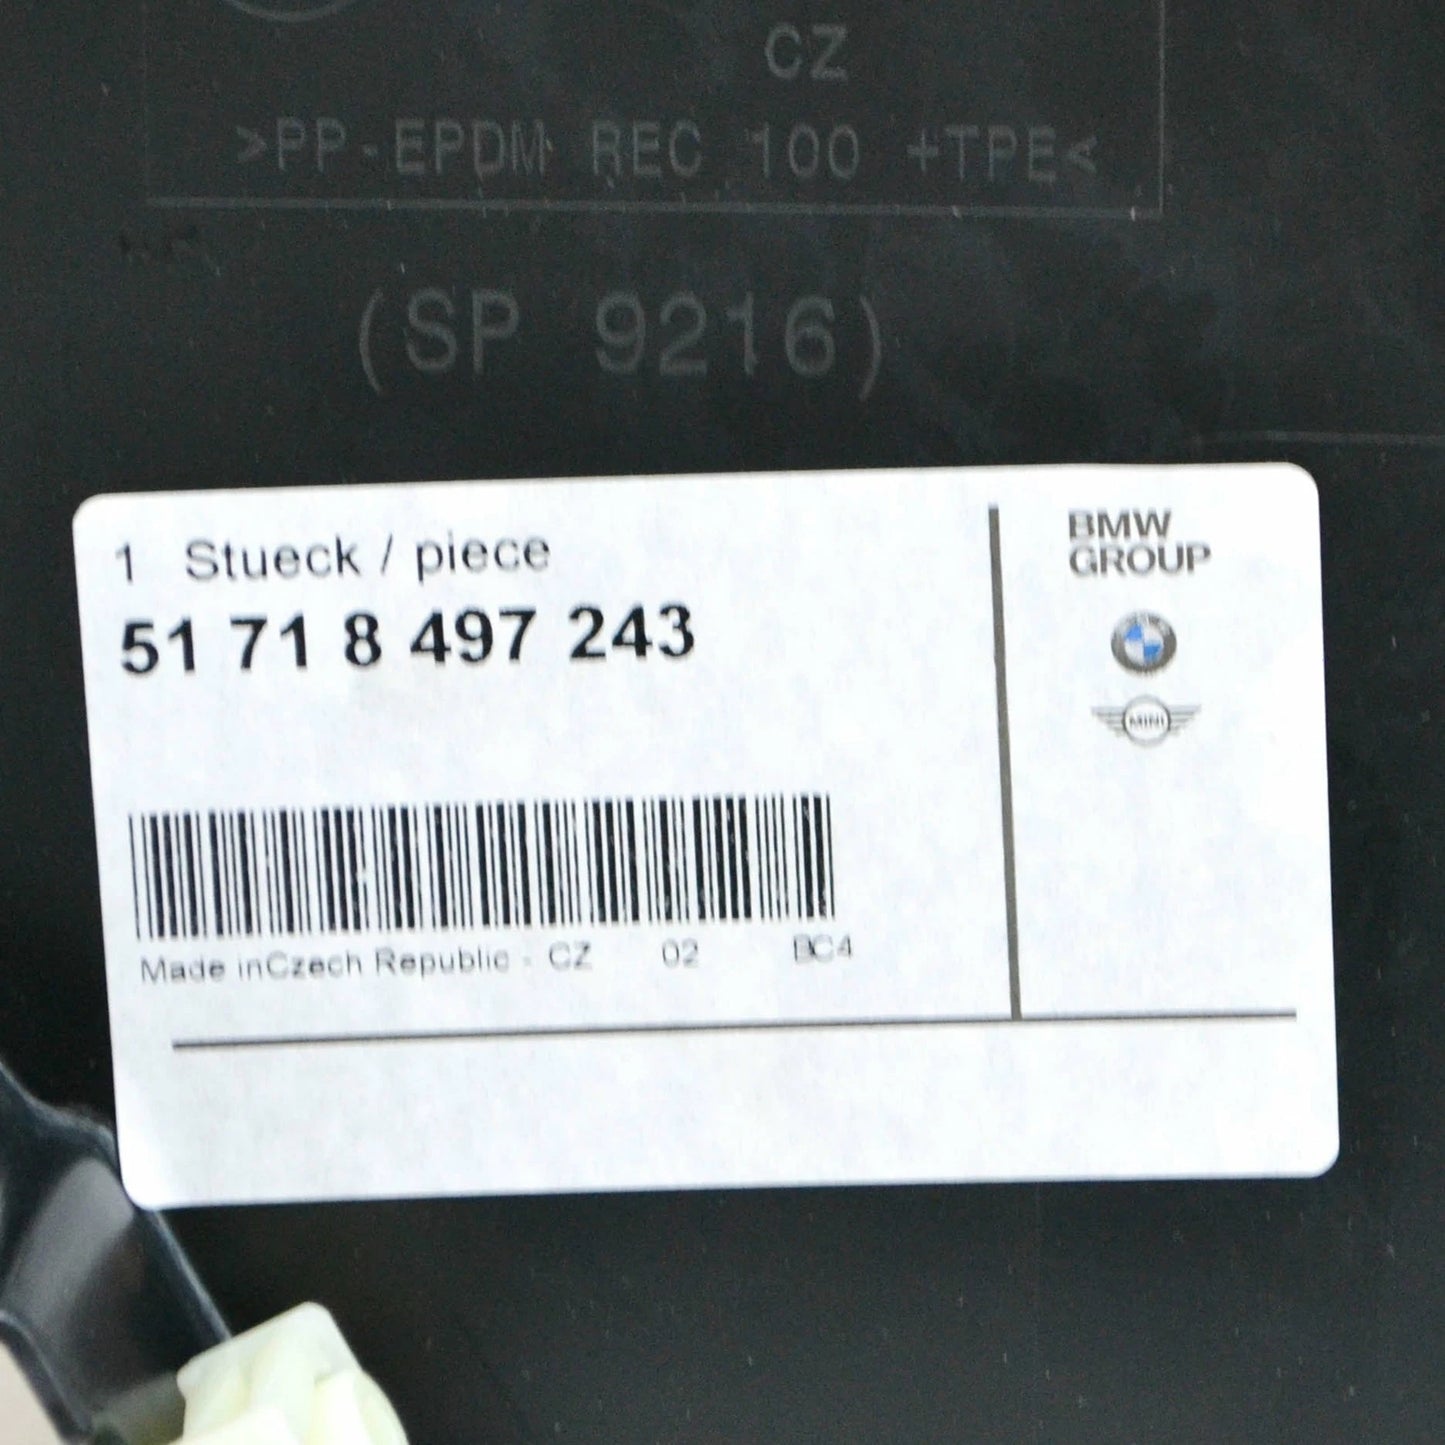 CZ
>PP-EPDM REC 100 +TPE<
(SP 9216)
1 Stueck / piece
51 71 8 497 243
BMW
GROUP
MINI
Made inCzech Republic - CZ 02 BC4